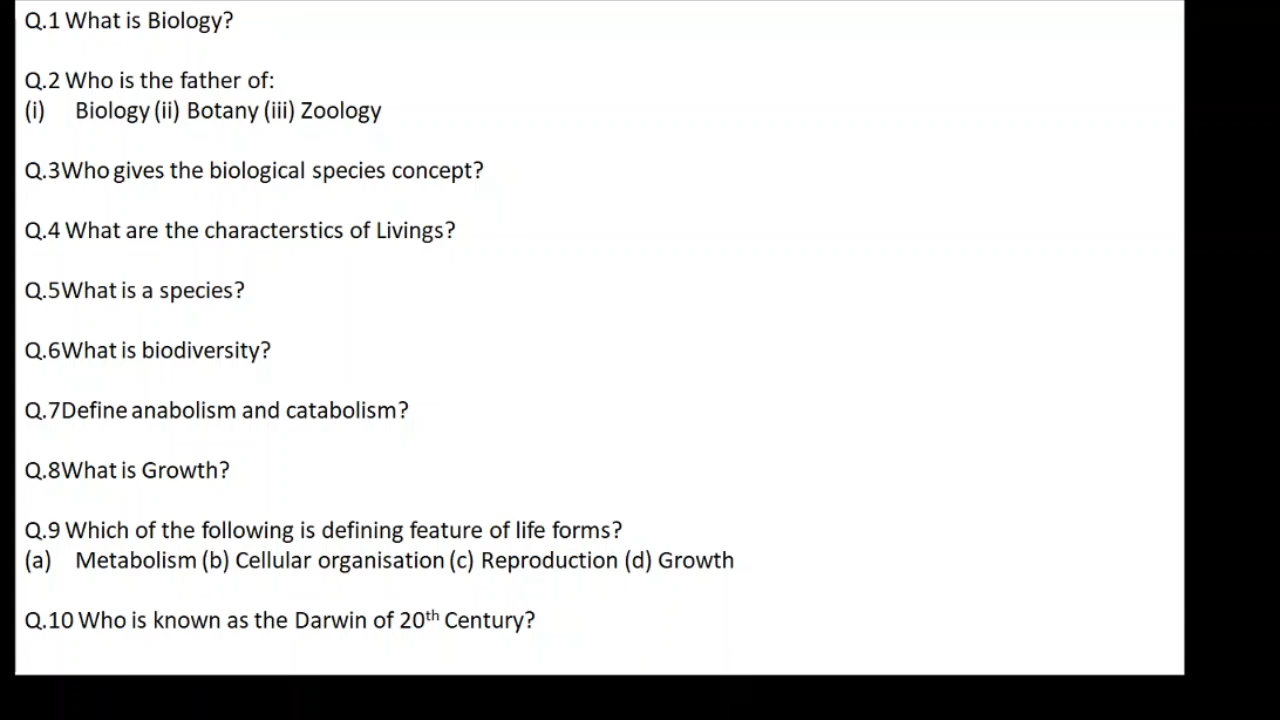 Q.1 What is Biology?
Q.2 Who is the father of:
(i) Biology (ii) Botany (iii) Zoology
Q.3Who gives the biological species concept?
Q.4 What are the characterstics of Livings?
Q.5What is a species?
Q.6What is biodiversity?
Q.7Define anabolism and catabolism?
Q.8What is Growth?
Q.9 Which of the following is defining feature of life forms?
(a) Metabolism (b) Cellular organisation (c) Reproduction (d) Growth
Q.10 Who is known as the Darwin of 20th Century?